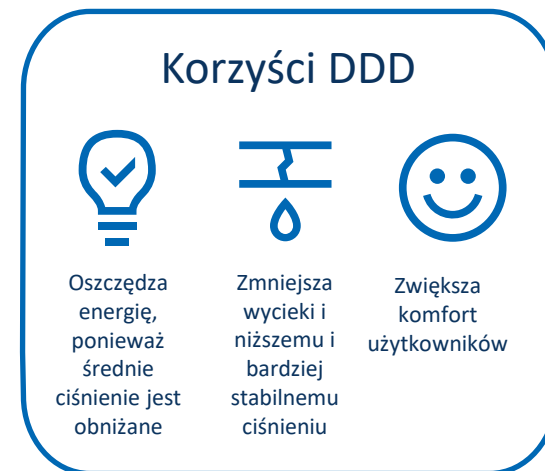 Korzyści DDD
Oszczędza
energię,
ponieważ
średnie
ciśnienie jest
obniżane
Zmniejsza
wycieki i
niższemu i
bardziej
stabilnemu
ciśnieniu
Zwiększa
komfort
użytkowników